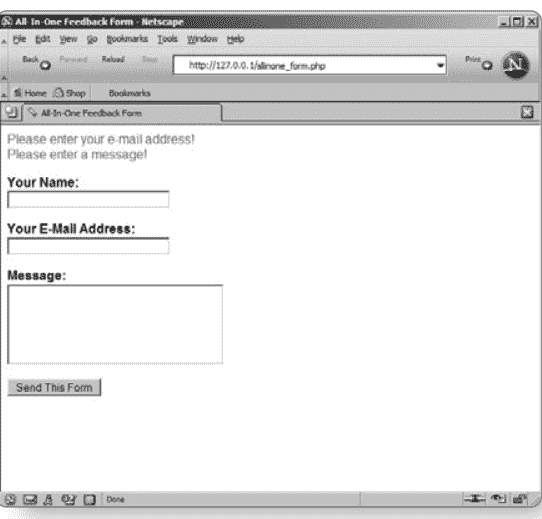 All-In-One Feedback Form - Netscape
File Edit View Go Bookmarks Tools Window Help
Back Forward Reload Stop http://127.0.0.1/allinone_form.php Print N
Home Shop Bookmarks
All-In-One Feedback Form
Please enter your e-mail address!
Please enter a message!
Your Name:
Your E-Mail Address:
Message:
Send This Form
Done